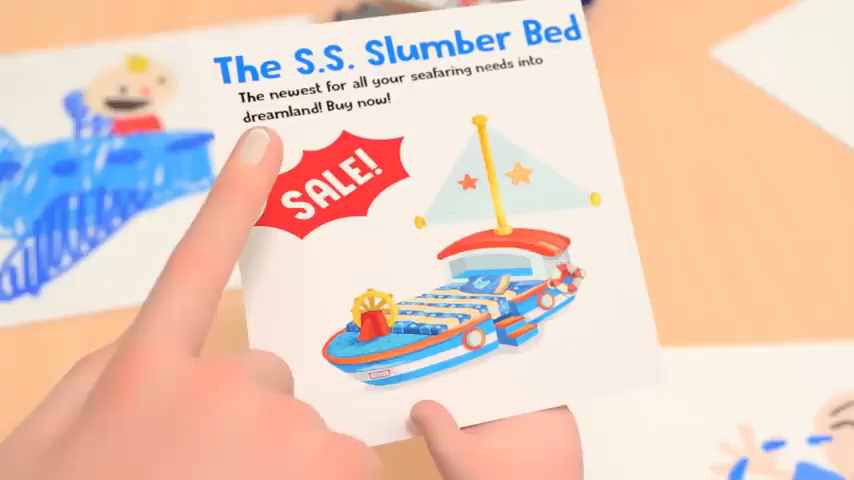 The S.S. Slumber Bed
The newest for all your seafaring needs into
dreamland! Buy now!
SALE!